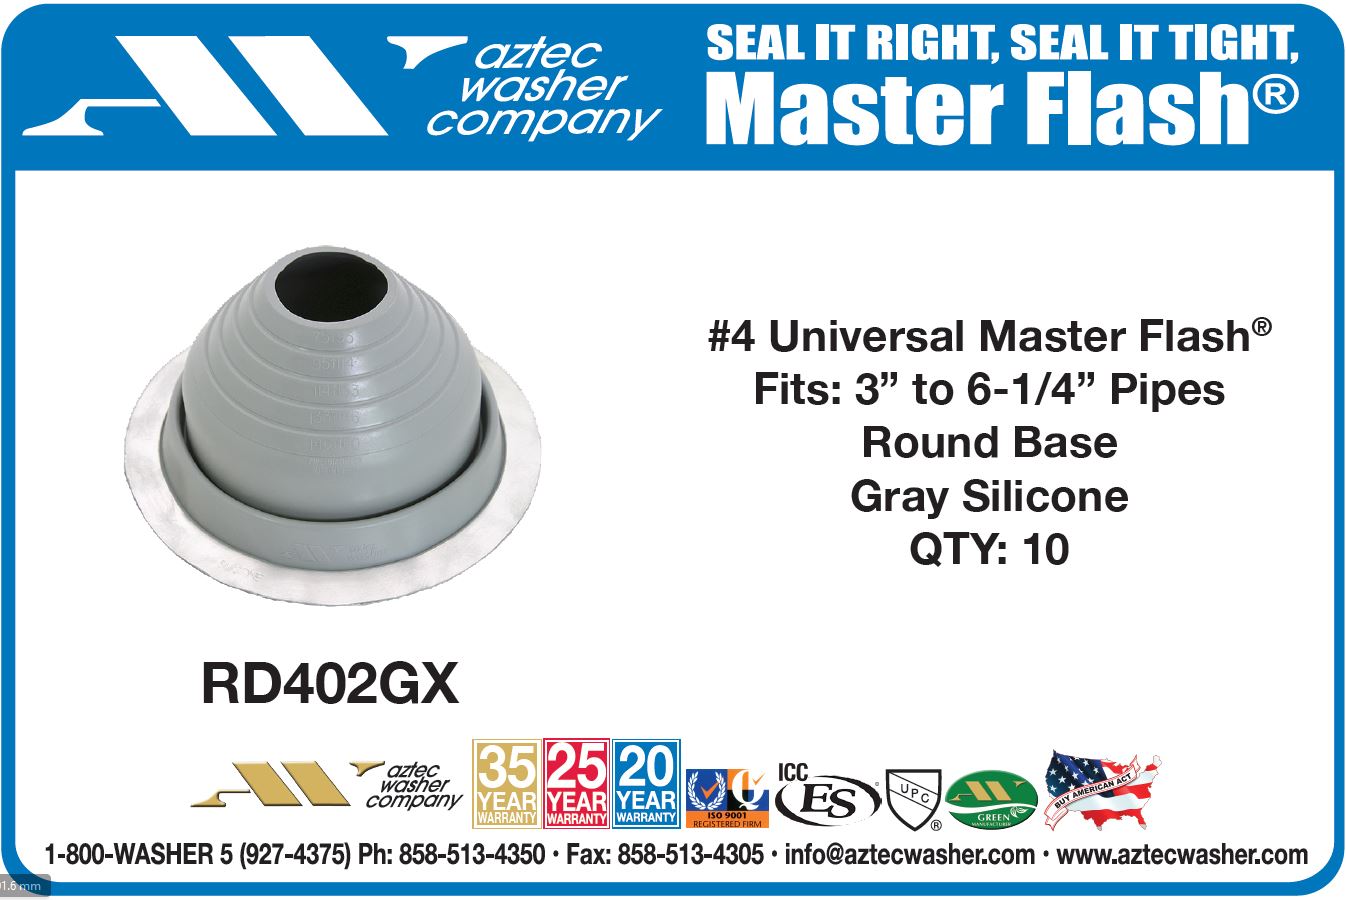 aztec
washer
company
SEAL IT RIGHT, SEAL IT TIGHT,
Master Flash®
#4 Universal Master Flash®
Fits: 3” to 6-1/4” Pipes
Round Base
Gray Silicone
QTY: 10
RD402GX
aztec
washer
company
35
YEAR
WARRANTY
25
YEAR
WARRANTY
20
YEAR
WARRANTY
ISO 9001
REGISTERED FIRM
ICC
ES
UPC
®
GREEN
MANUFACTURER
BUY AMERICAN ACT
1-800-WASHER 5 (927-4375) Ph: 858-513-4350 • Fax: 858-513-4305 • info@aztecwasher.com • www.aztecwasher.com